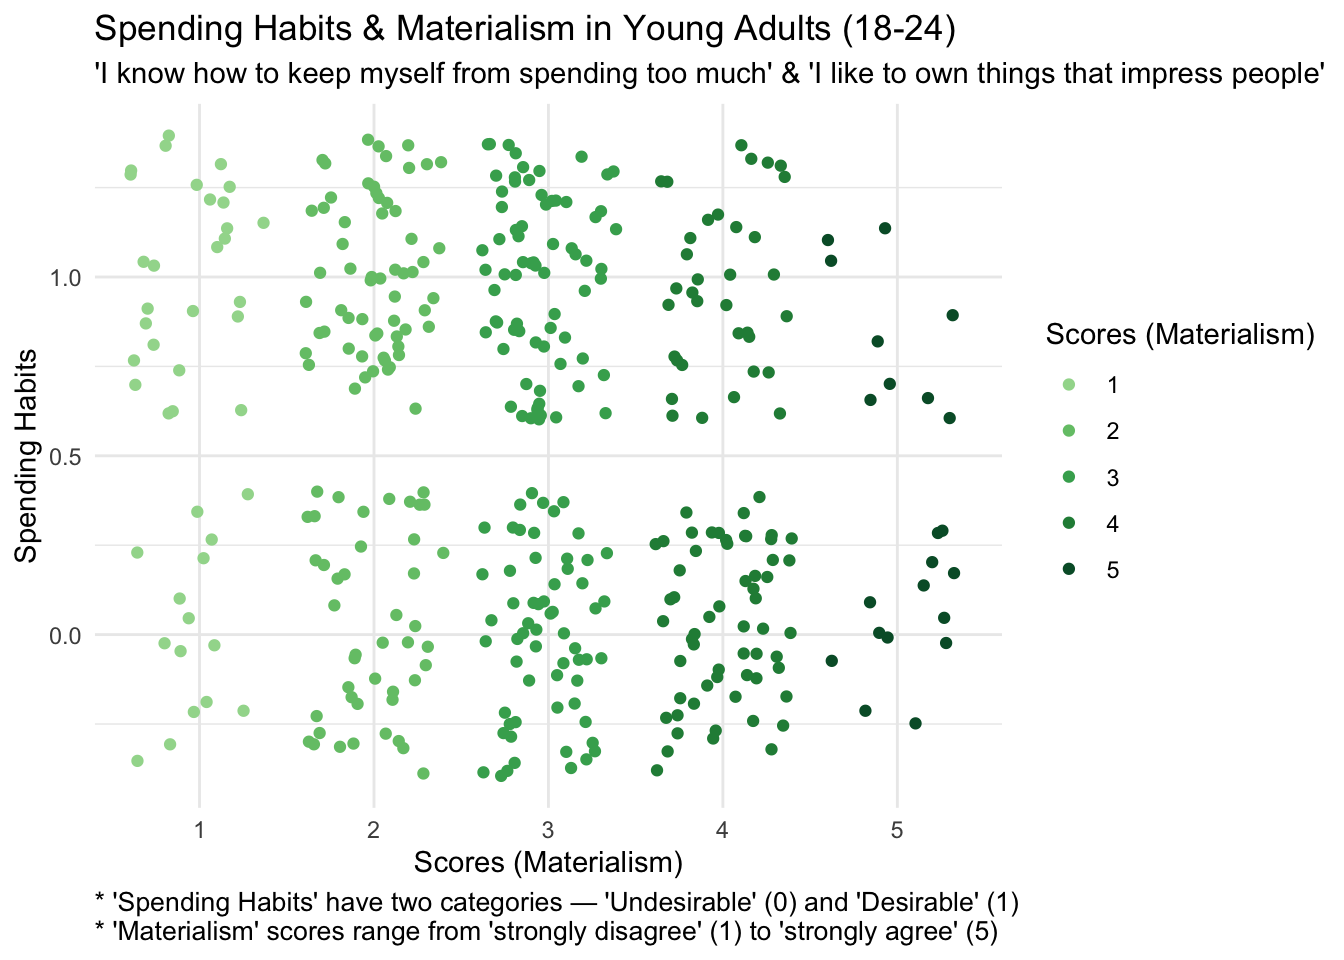 Spending Habits & Materialism in Young Adults (18-24)
'I know how to keep myself from spending too much' & 'I like to own things that impress people'
Spending Habits
1.0
0.5
0.0
1 2 3 4 5
Scores (Materialism)
Scores (Materialism)
1
2
3
4
5
* 'Spending Habits' have two categories — 'Undesirable' (0) and 'Desirable' (1)
* 'Materialism' scores range from 'strongly disagree' (1) to 'strongly agree' (5)